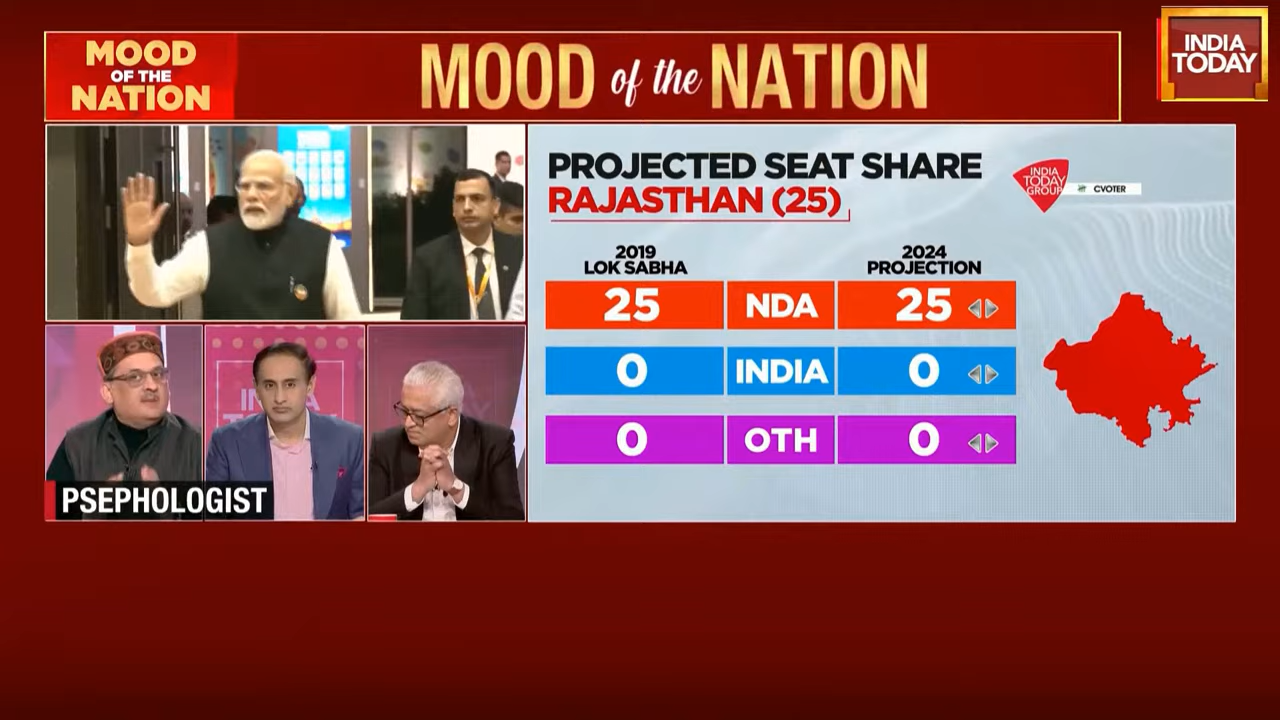 MOOD
OF THE
NATION
MOOD of the NATION
INDIA
TODAY
PROJECTED SEAT SHARE
RAJASTHAN (25)
INDIA
TODAY
GROUP
CVOTER
2019
LOK SABHA
2024
PROJECTION
25 NDA 25
0 INDIA 0
0 OTH 0
PSEPHOLOGIST